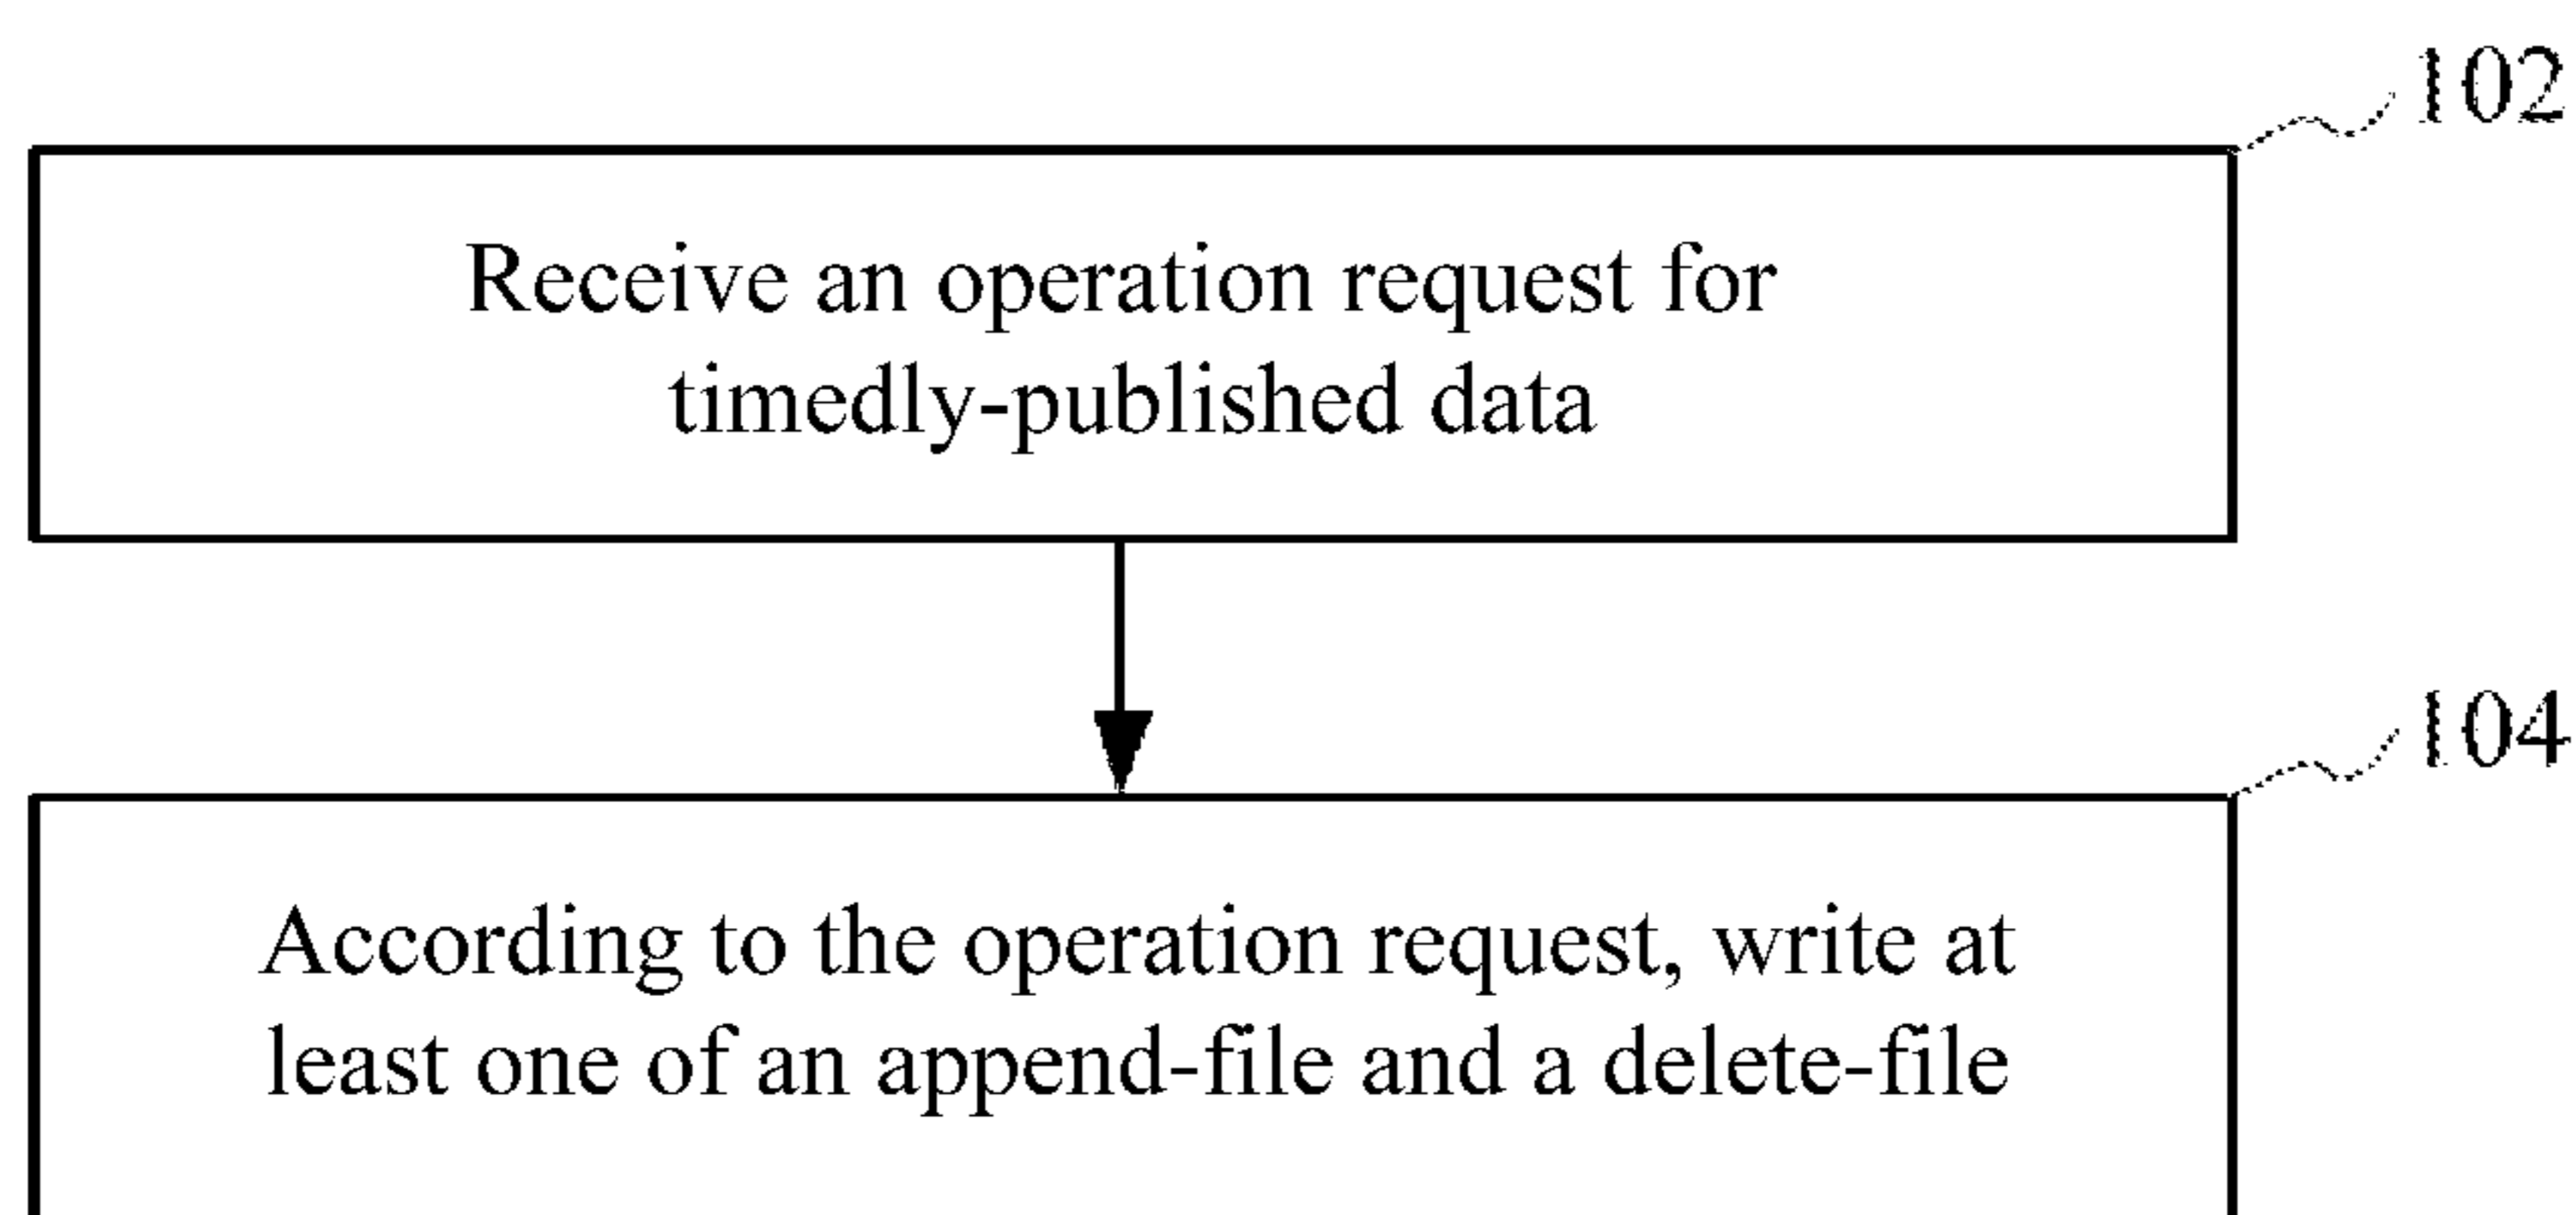 102
Receive an operation request for
timedly-published data
104
According to the operation request, write at
least one of an append-file and a delete-file